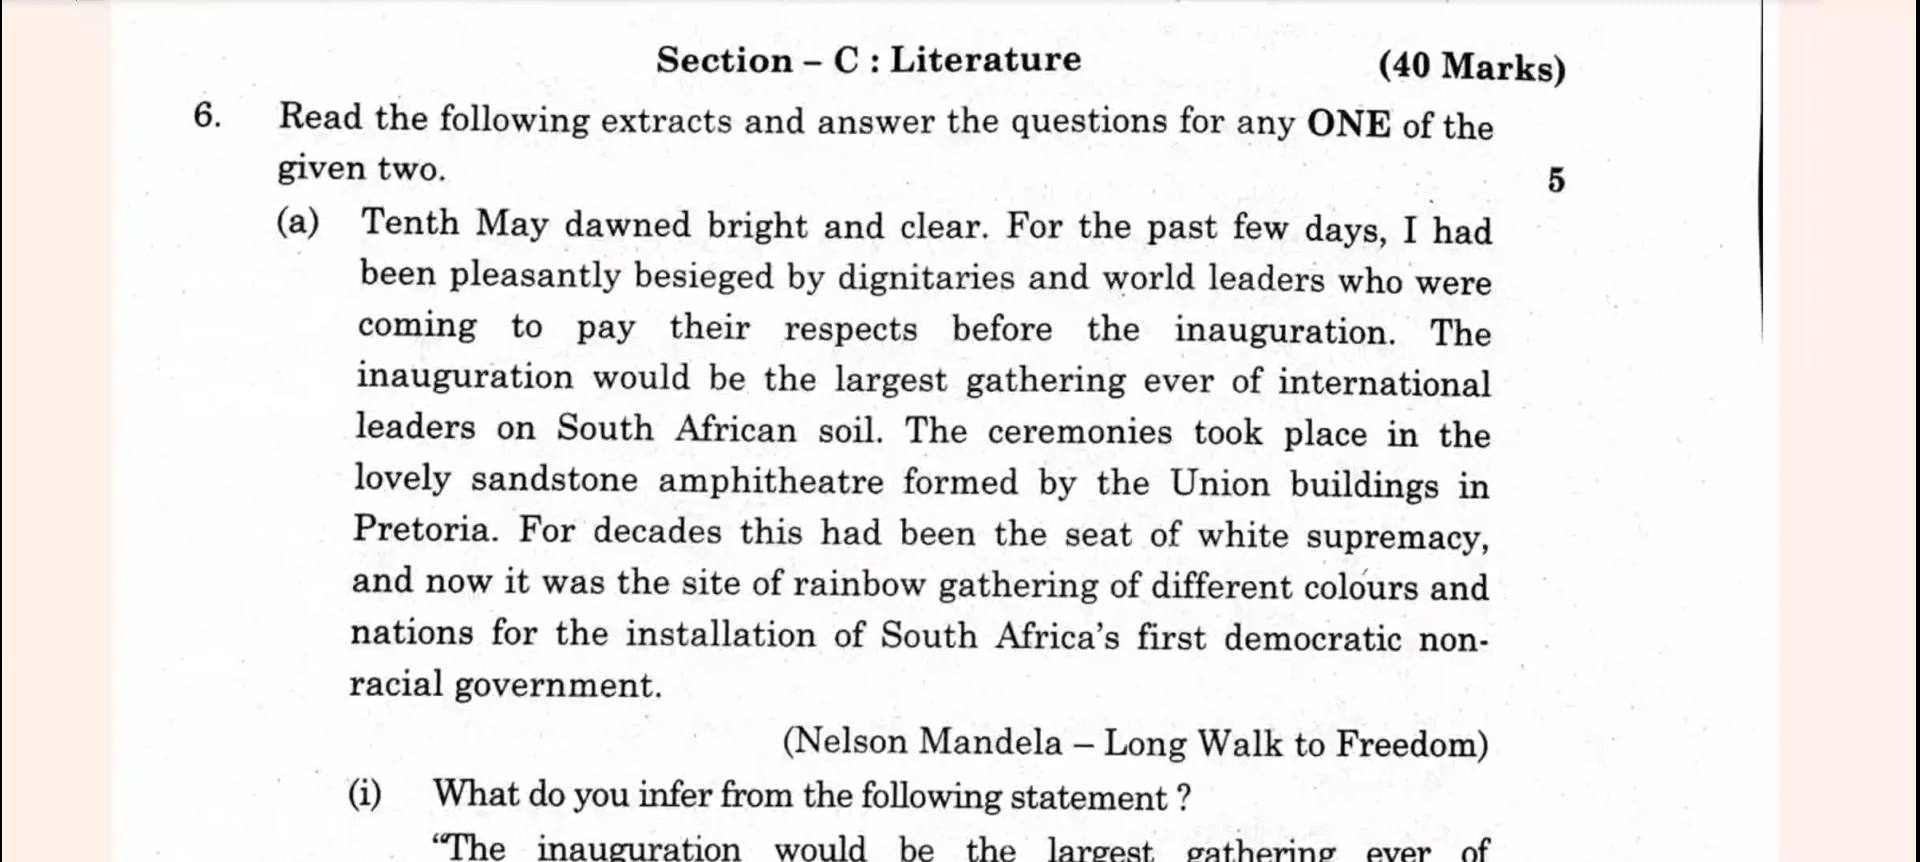 Section – C : Literature (40 Marks)
6. Read the following extracts and answer the questions for any ONE of the
given two. 5
(a) Tenth May dawned bright and clear. For the past few days, I had
been pleasantly besieged by dignitaries and world leaders who were
coming to pay their respects before the inauguration. The
inauguration would be the largest gathering ever of international
leaders on South African soil. The ceremonies took place in the
lovely sandstone amphitheatre formed by the Union buildings in
Pretoria. For decades this had been the seat of white supremacy,
and now it was the site of rainbow gathering of different colours and
nations for the installation of South Africa's first democratic non-
racial government.
(Nelson Mandela – Long Walk to Freedom)
(i) What do you infer from the following statement ?
“The inauguration would be the largest gathering ever of